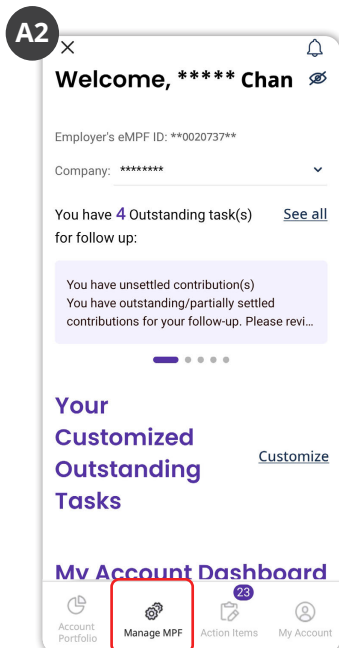 A2
Welcome, ***** Chan
Employer's eMPF ID: **0020737**
Company: ********
You have 4 Outstanding task(s) See all
for follow up:
You have unsettled contribution(s)
You have outstanding/partially settled
contributions for your follow-up. Please revi...
Your
Customized
Outstanding
Tasks
Customize
My Account Dashboard
23
Account
Portfolio
Manage MPF
Action Items
My Account